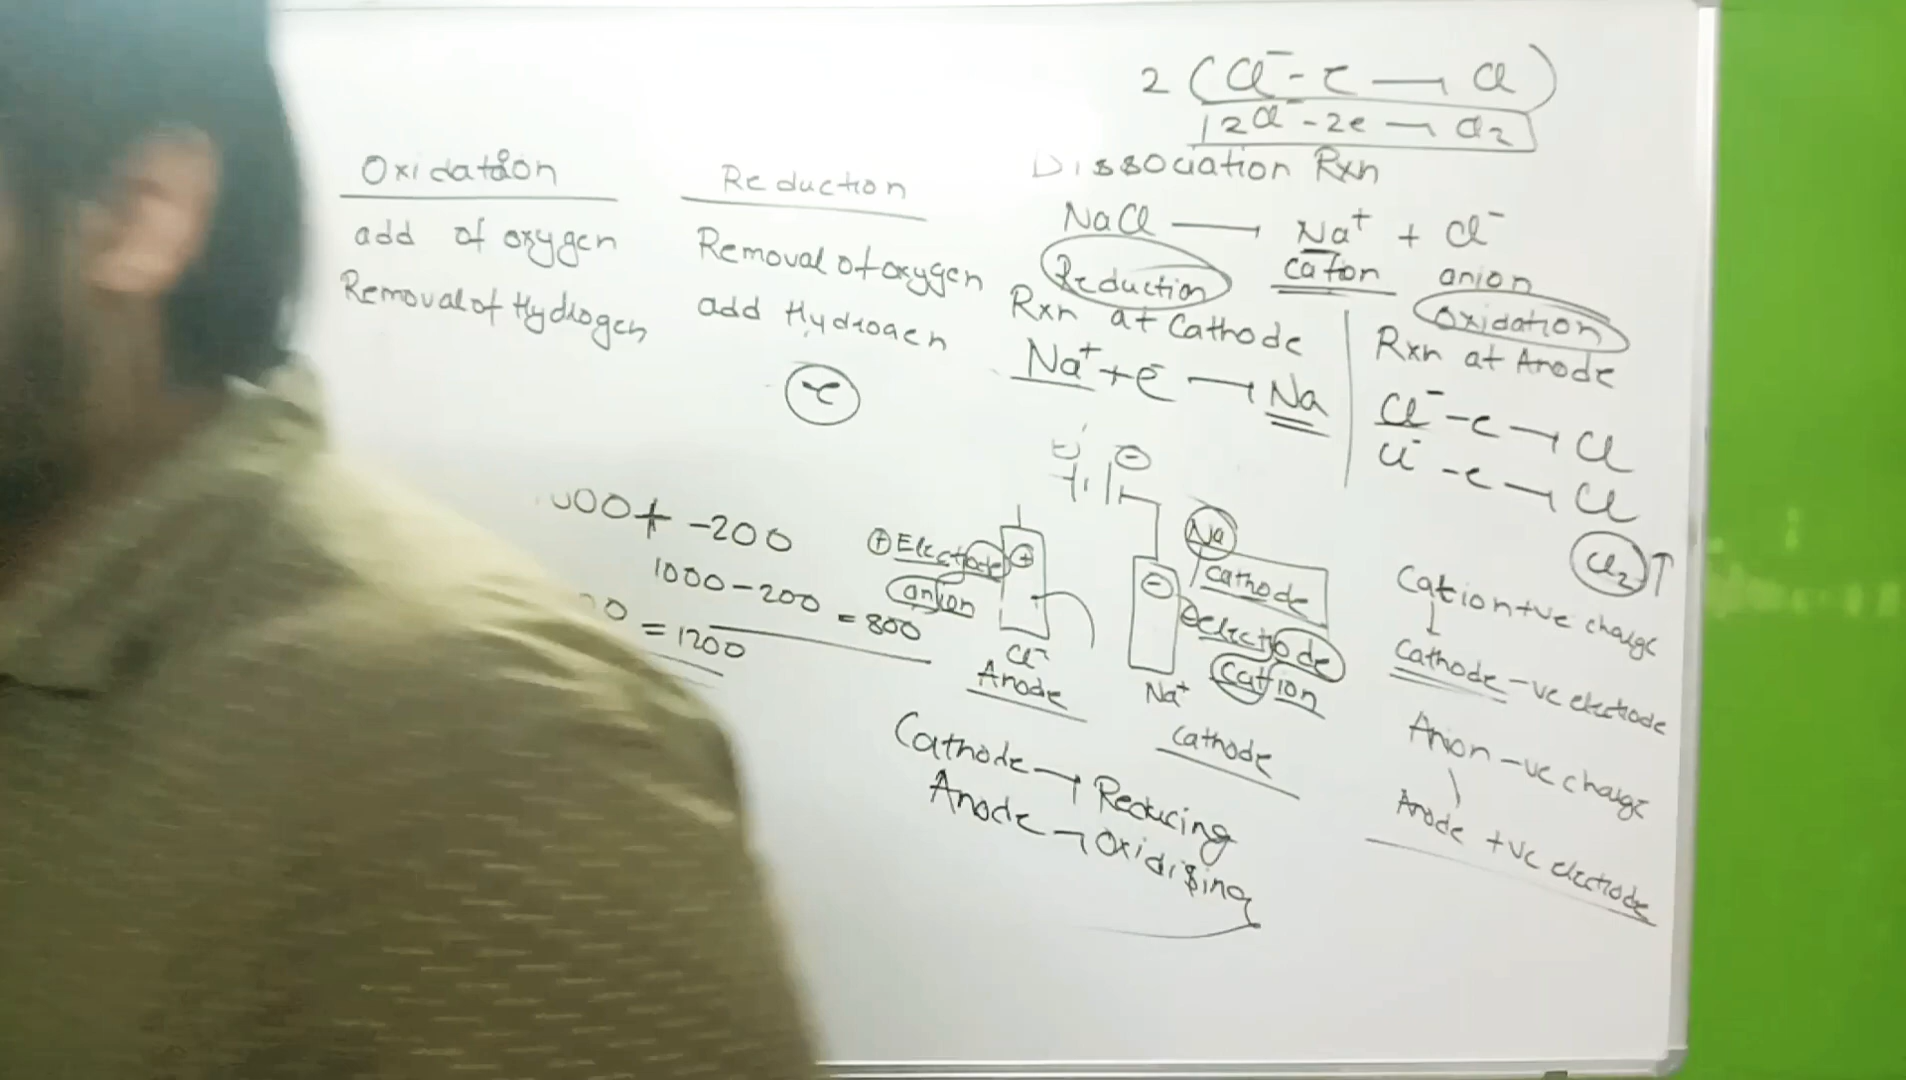 2 (Cl⁻ - e → Cl)
2Cl⁻ - 2e → Cl₂
Oxidation
add of oxygen
Removal of Hydrogen
Reduction
Removal of oxygen
add Hydrogen
Dissociation Rxn
NaCl → Na⁺ + Cl⁻
cation anion
Reduction
Rxn at Cathode
Na⁺ + e⁻ → Na
Oxidation
Rxn at Anode
Cl⁻ - e → Cl
Cl⁻ - e → Cl
Cl₂ ↑
+ -200
1000 - 200 = 800
= 1200
⊕ Electrode
anion
+
Cl⁻
Anode
⊖
-
Na⁺
cathode
Na
cathode
⊖ electrode
cation
Cathode → Reducing
Anode → Oxidising
Cation +ve charge
↓
Cathode -ve electrode
Anion -ve charge
Anode +ve electrode